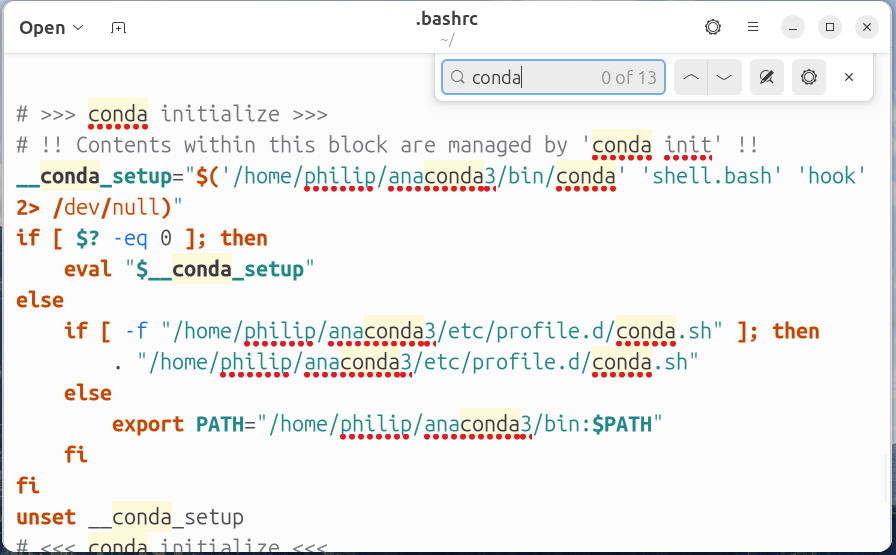 Open
.bashrc
~/
conda
0 of 13
# >>> conda initialize >>>
# !! Contents within this block are managed by 'conda init' !!
__conda_setup="$('/home/philip/anaconda3/bin/conda' 'shell.bash' 'hook'
2> /dev/null)"
if [ $? -eq 0 ]; then
    eval "$__conda_setup"
else
    if [ -f "/home/philip/anaconda3/etc/profile.d/conda.sh" ]; then
        . "/home/philip/anaconda3/etc/profile.d/conda.sh"
    else
        export PATH="/home/philip/anaconda3/bin:$PATH"
    fi
fi
unset __conda_setup
# <<< conda initialize <<<